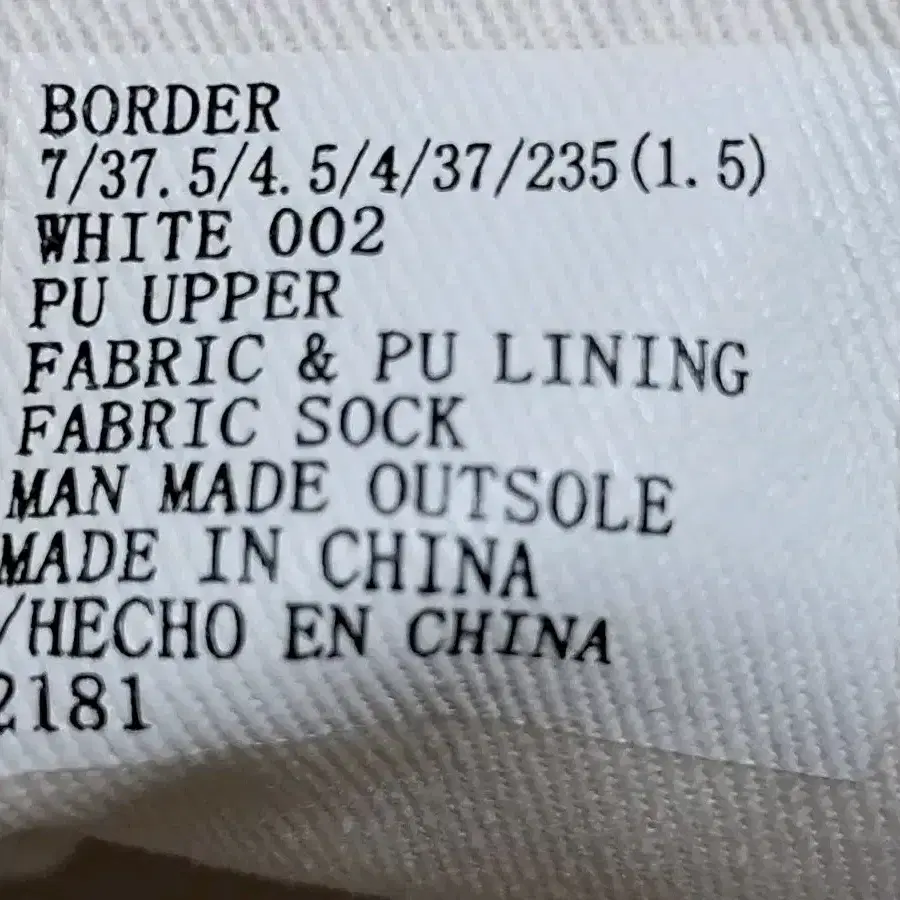 BORDER
7/37.5/4.5/4/37/235(1.5)
WHITE 002
PU UPPER
FABRIC & PU LINING
FABRIC SOCK
MAN MADE OUTSOLE
MADE IN CHINA
/HECHO EN CHINA
2181